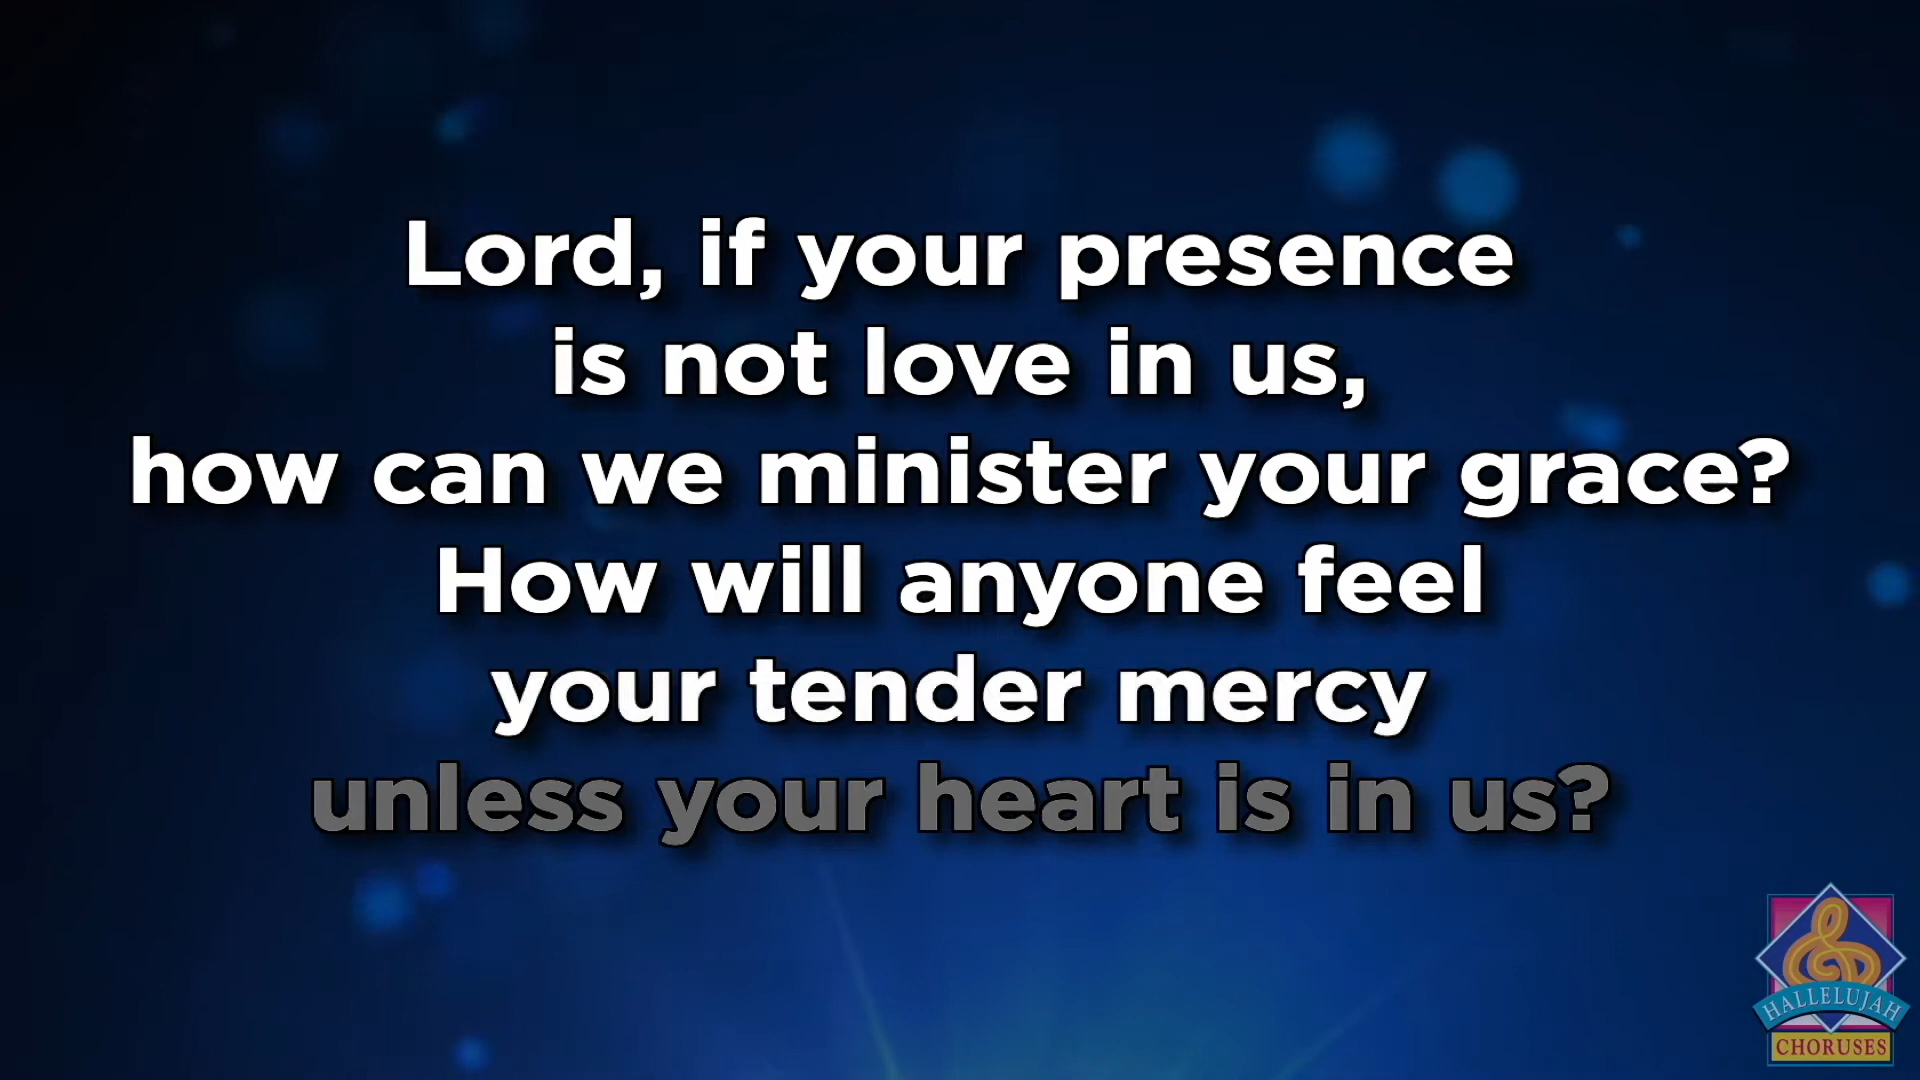 Lord, if your presence
is not love in us,
how can we minister your grace?
How will anyone feel
your tender mercy
unless your heart is in us?
HALLELUJAH
CHORUSES